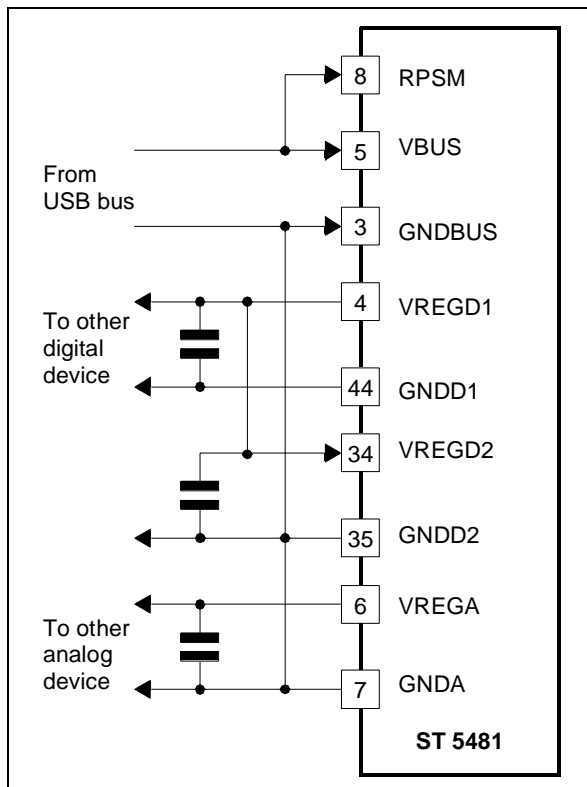 8 RPSM
5 VBUS
From
USB bus
3 GNDBUS
4 VREGD1
To other
digital
device
44 GNDD1
34 VREGD2
35 GNDD2
6 VREGA
To other
analog
device
7 GNDA
ST 5481